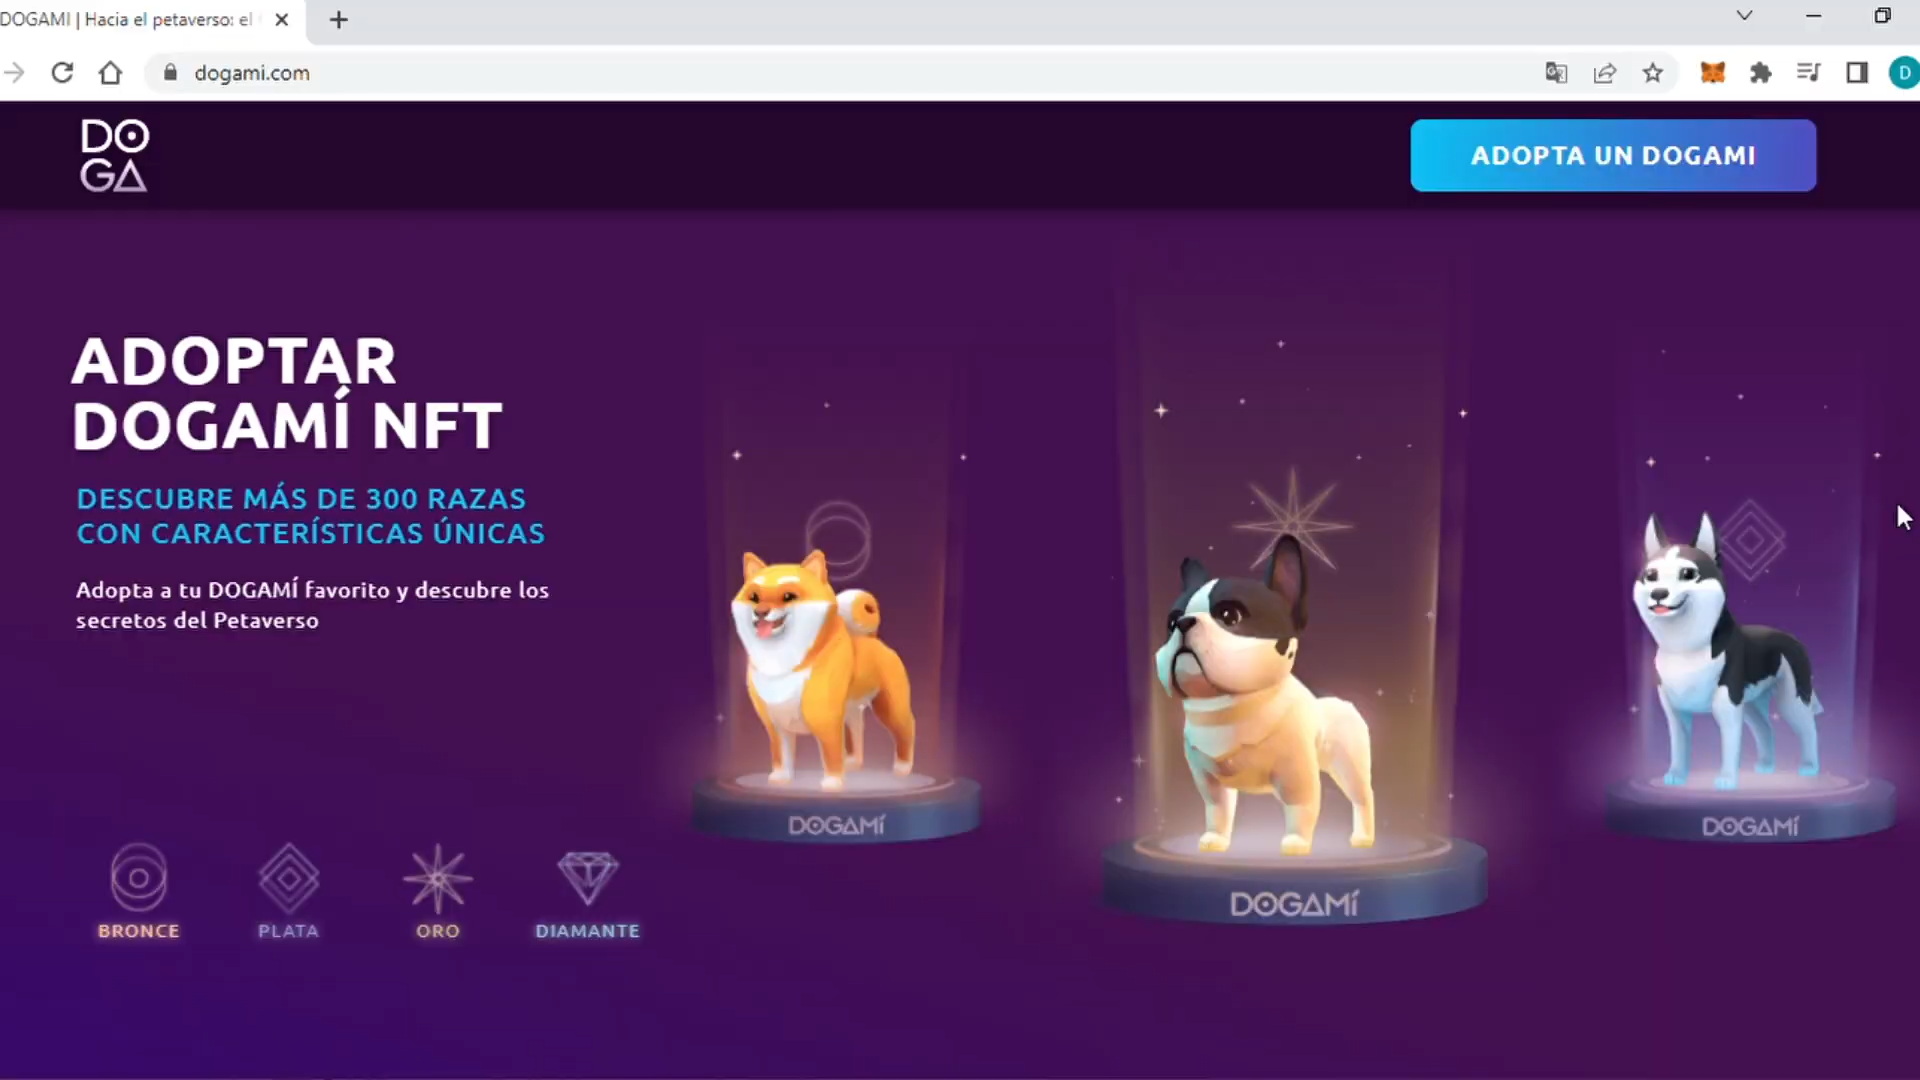 DOGAMI | Hacia el petaverso: el
dogami.com
D
DO
GA
ADOPTA UN DOGAMI
ADOPTAR
DOGAMÍ NFT
DESCUBRE MÁS DE 300 RAZAS
CON CARACTERÍSTICAS ÚNICAS
Adopta a tu DOGAMÍ favorito y descubre los
secretos del Petaverso
DOGAMÍ
DOGAMÍ
DOGAMÍ
BRONCE
PLATA
ORO
DIAMANTE